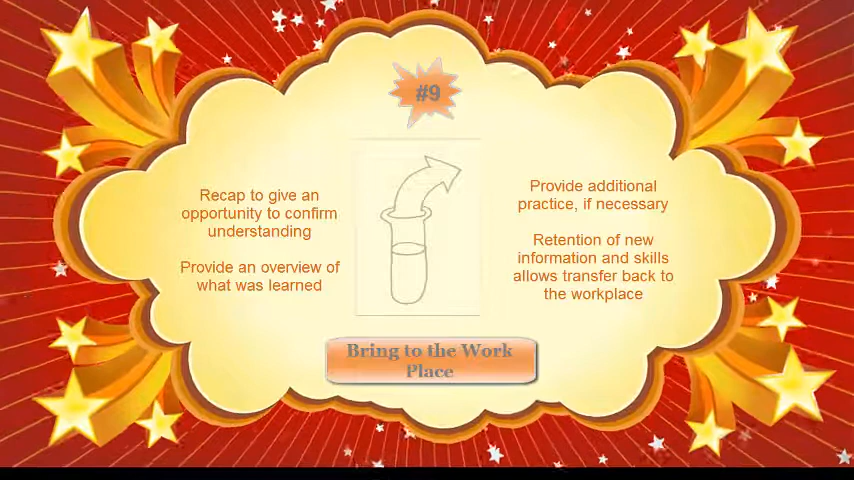 #9
Recap to give an
opportunity to confirm
understanding
Provide an overview of
what was learned
Provide additional
practice, if necessary
Retention of new
information and skills
allows transfer back to
the workplace
Bring to the Work
Place